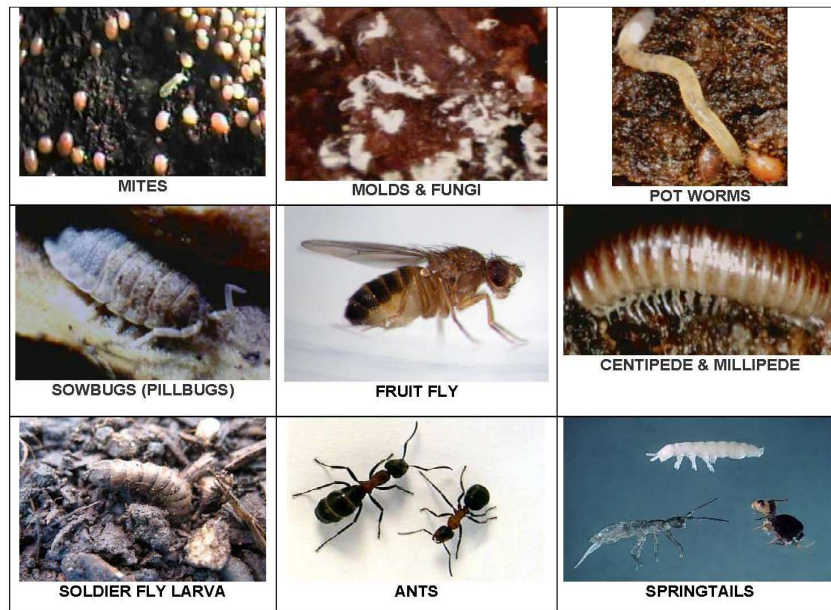 MITES
MOLDS & FUNGI
POT WORMS
SOWBUGS (PILLBUGS)
FRUIT FLY
CENTIPEDE & MILLIPEDE
SOLDIER FLY LARVA
ANTS
SPRINGTAILS